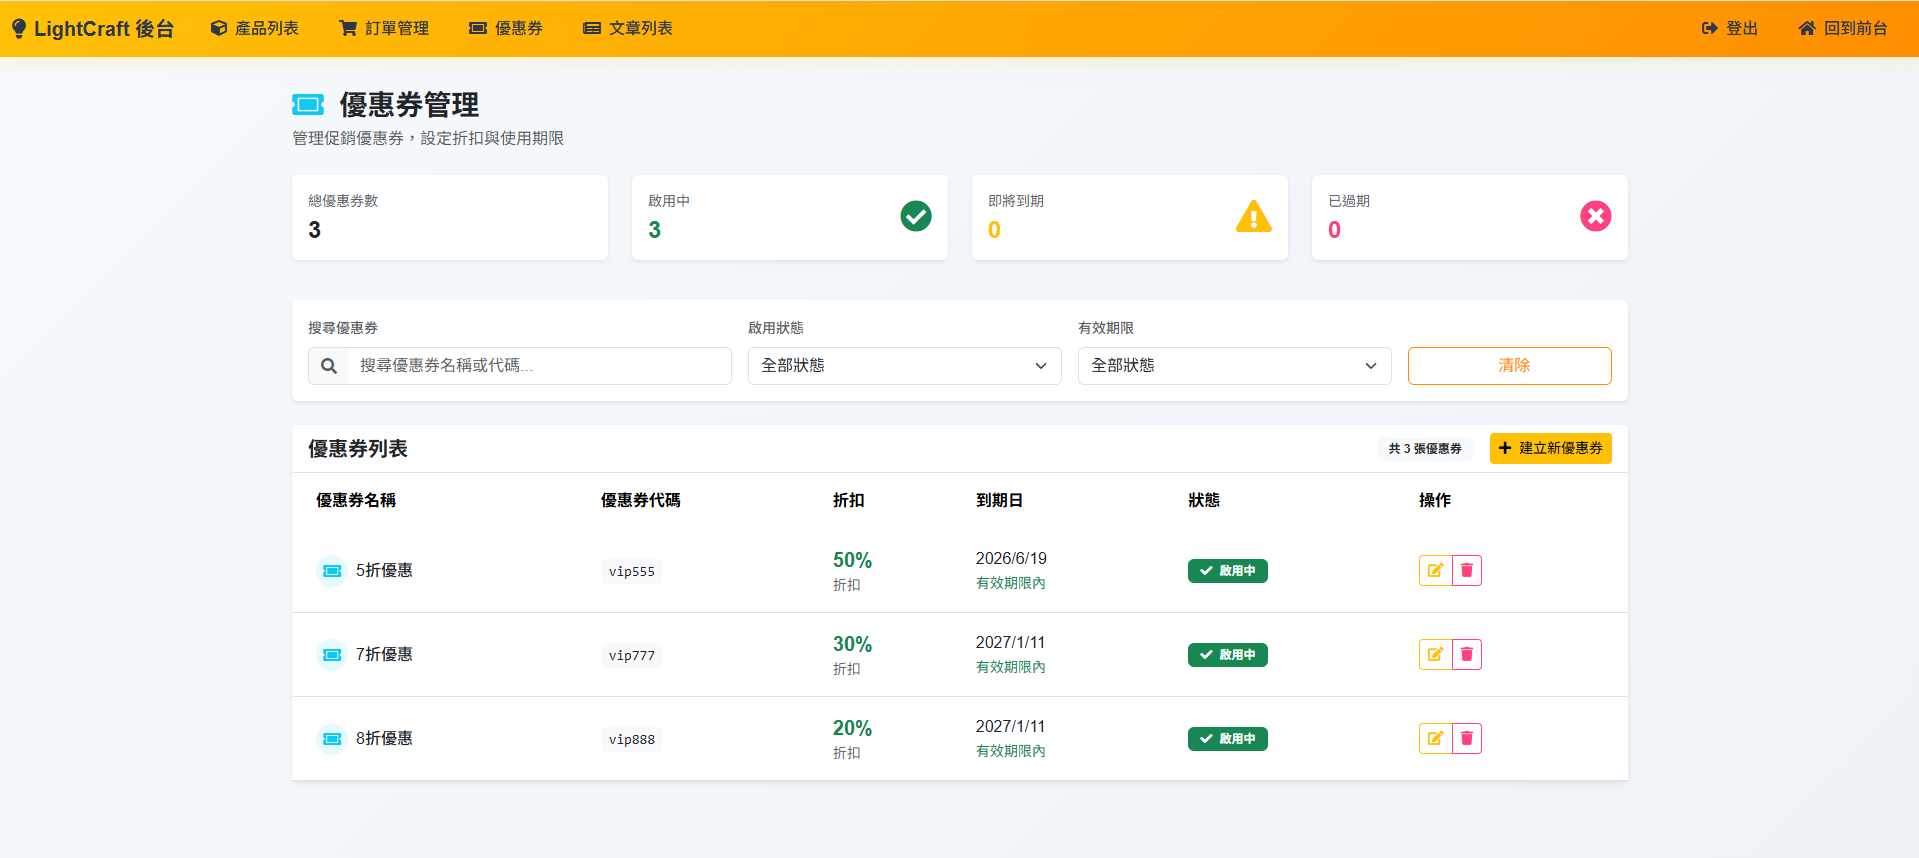 LightCraft 後台 產品列表 訂單管理 優惠券 文章列表 登出 回到前台
優惠券管理
管理促銷優惠券，設定折扣與使用期限
總優惠券數
3
啟用中
3
即將到期
0
已過期
0
搜尋優惠券
搜尋優惠券名稱或代碼...
啟用狀態
全部狀態
有效期限
全部狀態
清除
優惠券列表 共 3 張優惠券 建立新優惠券
優惠券名稱 優惠券代碼 折扣 到期日 狀態 操作
5折優惠 vip555 50% 2026/6/19 啟用中
折扣 有效期限內
7折優惠 vip777 30% 2027/1/11 啟用中
折扣 有效期限內
8折優惠 vip888 20% 2027/1/11 啟用中
折扣 有效期限內